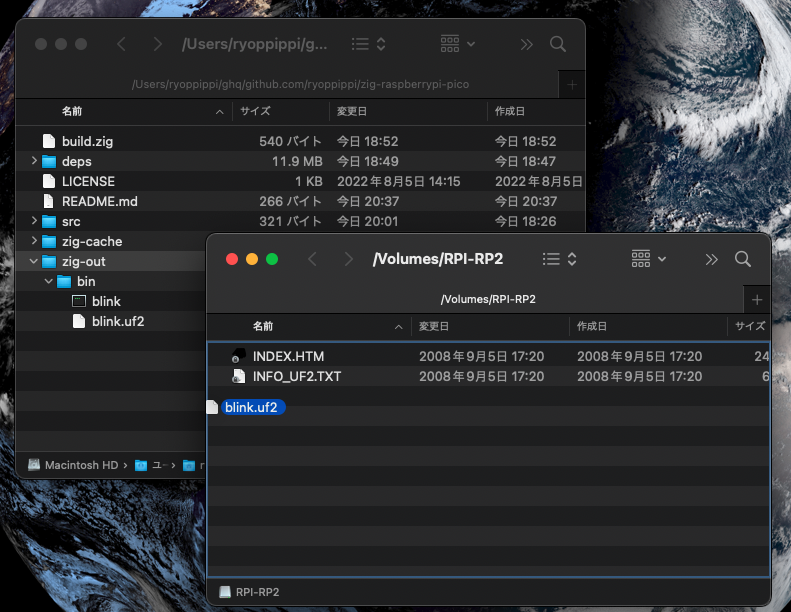 /Users/ryoppippi/g...
/Users/ryoppippi/ghq/github.com/ryoppippi/zig-raspberrypi-pico
名前 サイズ 変更日 作成日
build.zig 540 バイト 今日 18:52 今日 18:52
deps 11.9 MB 今日 18:49 今日 18:47
LICENSE 1 KB 2022年8月5日 14:15 2022年8月5日
README.md 266 バイト 今日 20:37 今日 20:37
src 321 バイト 今日 20:01 今日 18:26
zig-cache
zig-out
bin
blink
blink.uf2
Macintosh HD › ユ ›
/Volumes/RPI-RP2
/Volumes/RPI-RP2
名前 変更日 作成日 サイズ
INDEX.HTM 2008年9月5日 17:20 2008年9月5日 17:20 24
INFO_UF2.TXT 2008年9月5日 17:20 2008年9月5日 17:20 6
blink.uf2
RPI-RP2